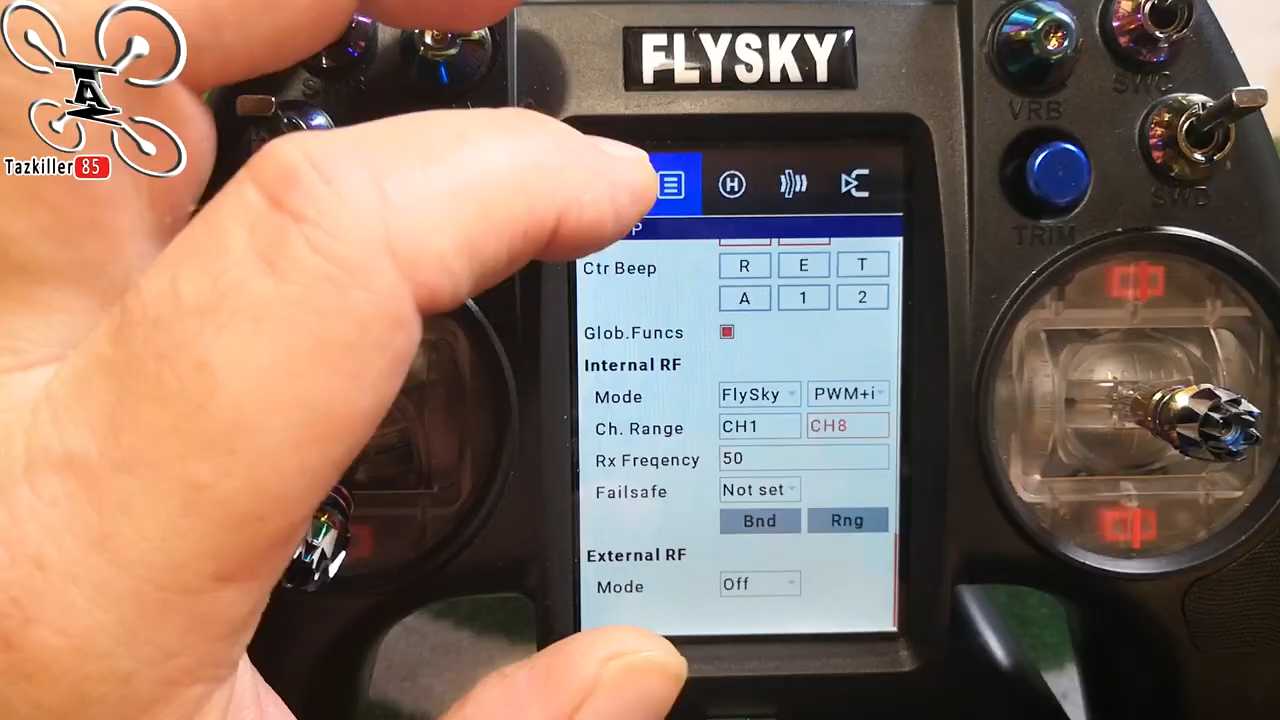 FLYSKY
A
Tazkiller 85
VRB
SWC
SWD
TRIM
P
Ctr Beep R E T
A 1 2
Glob.Funcs
Internal RF
Mode FlySky PWM+i
Ch. Range CH1 CH8
Rx Freqency 50
Failsafe Not set
Bnd Rng
External RF
Mode Off